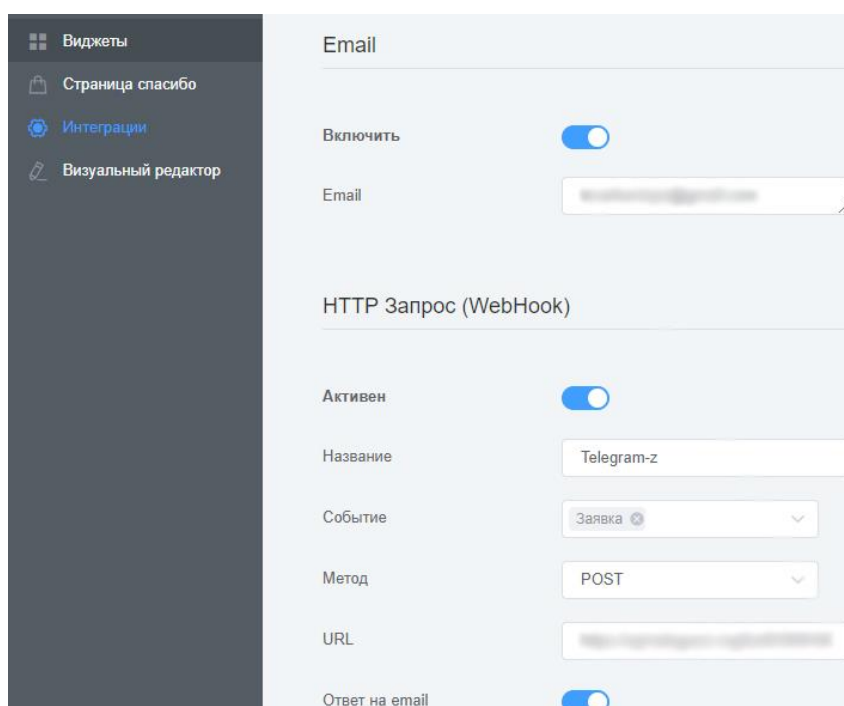 Виджеты
Страница спасибо
Интеграции
Визуальный редактор
Email
Включить
Email
HTTP Запрос (WebHook)
Активен
Название
Telegram-z
Событие
Заявка
Метод
POST
URL
Ответ на email